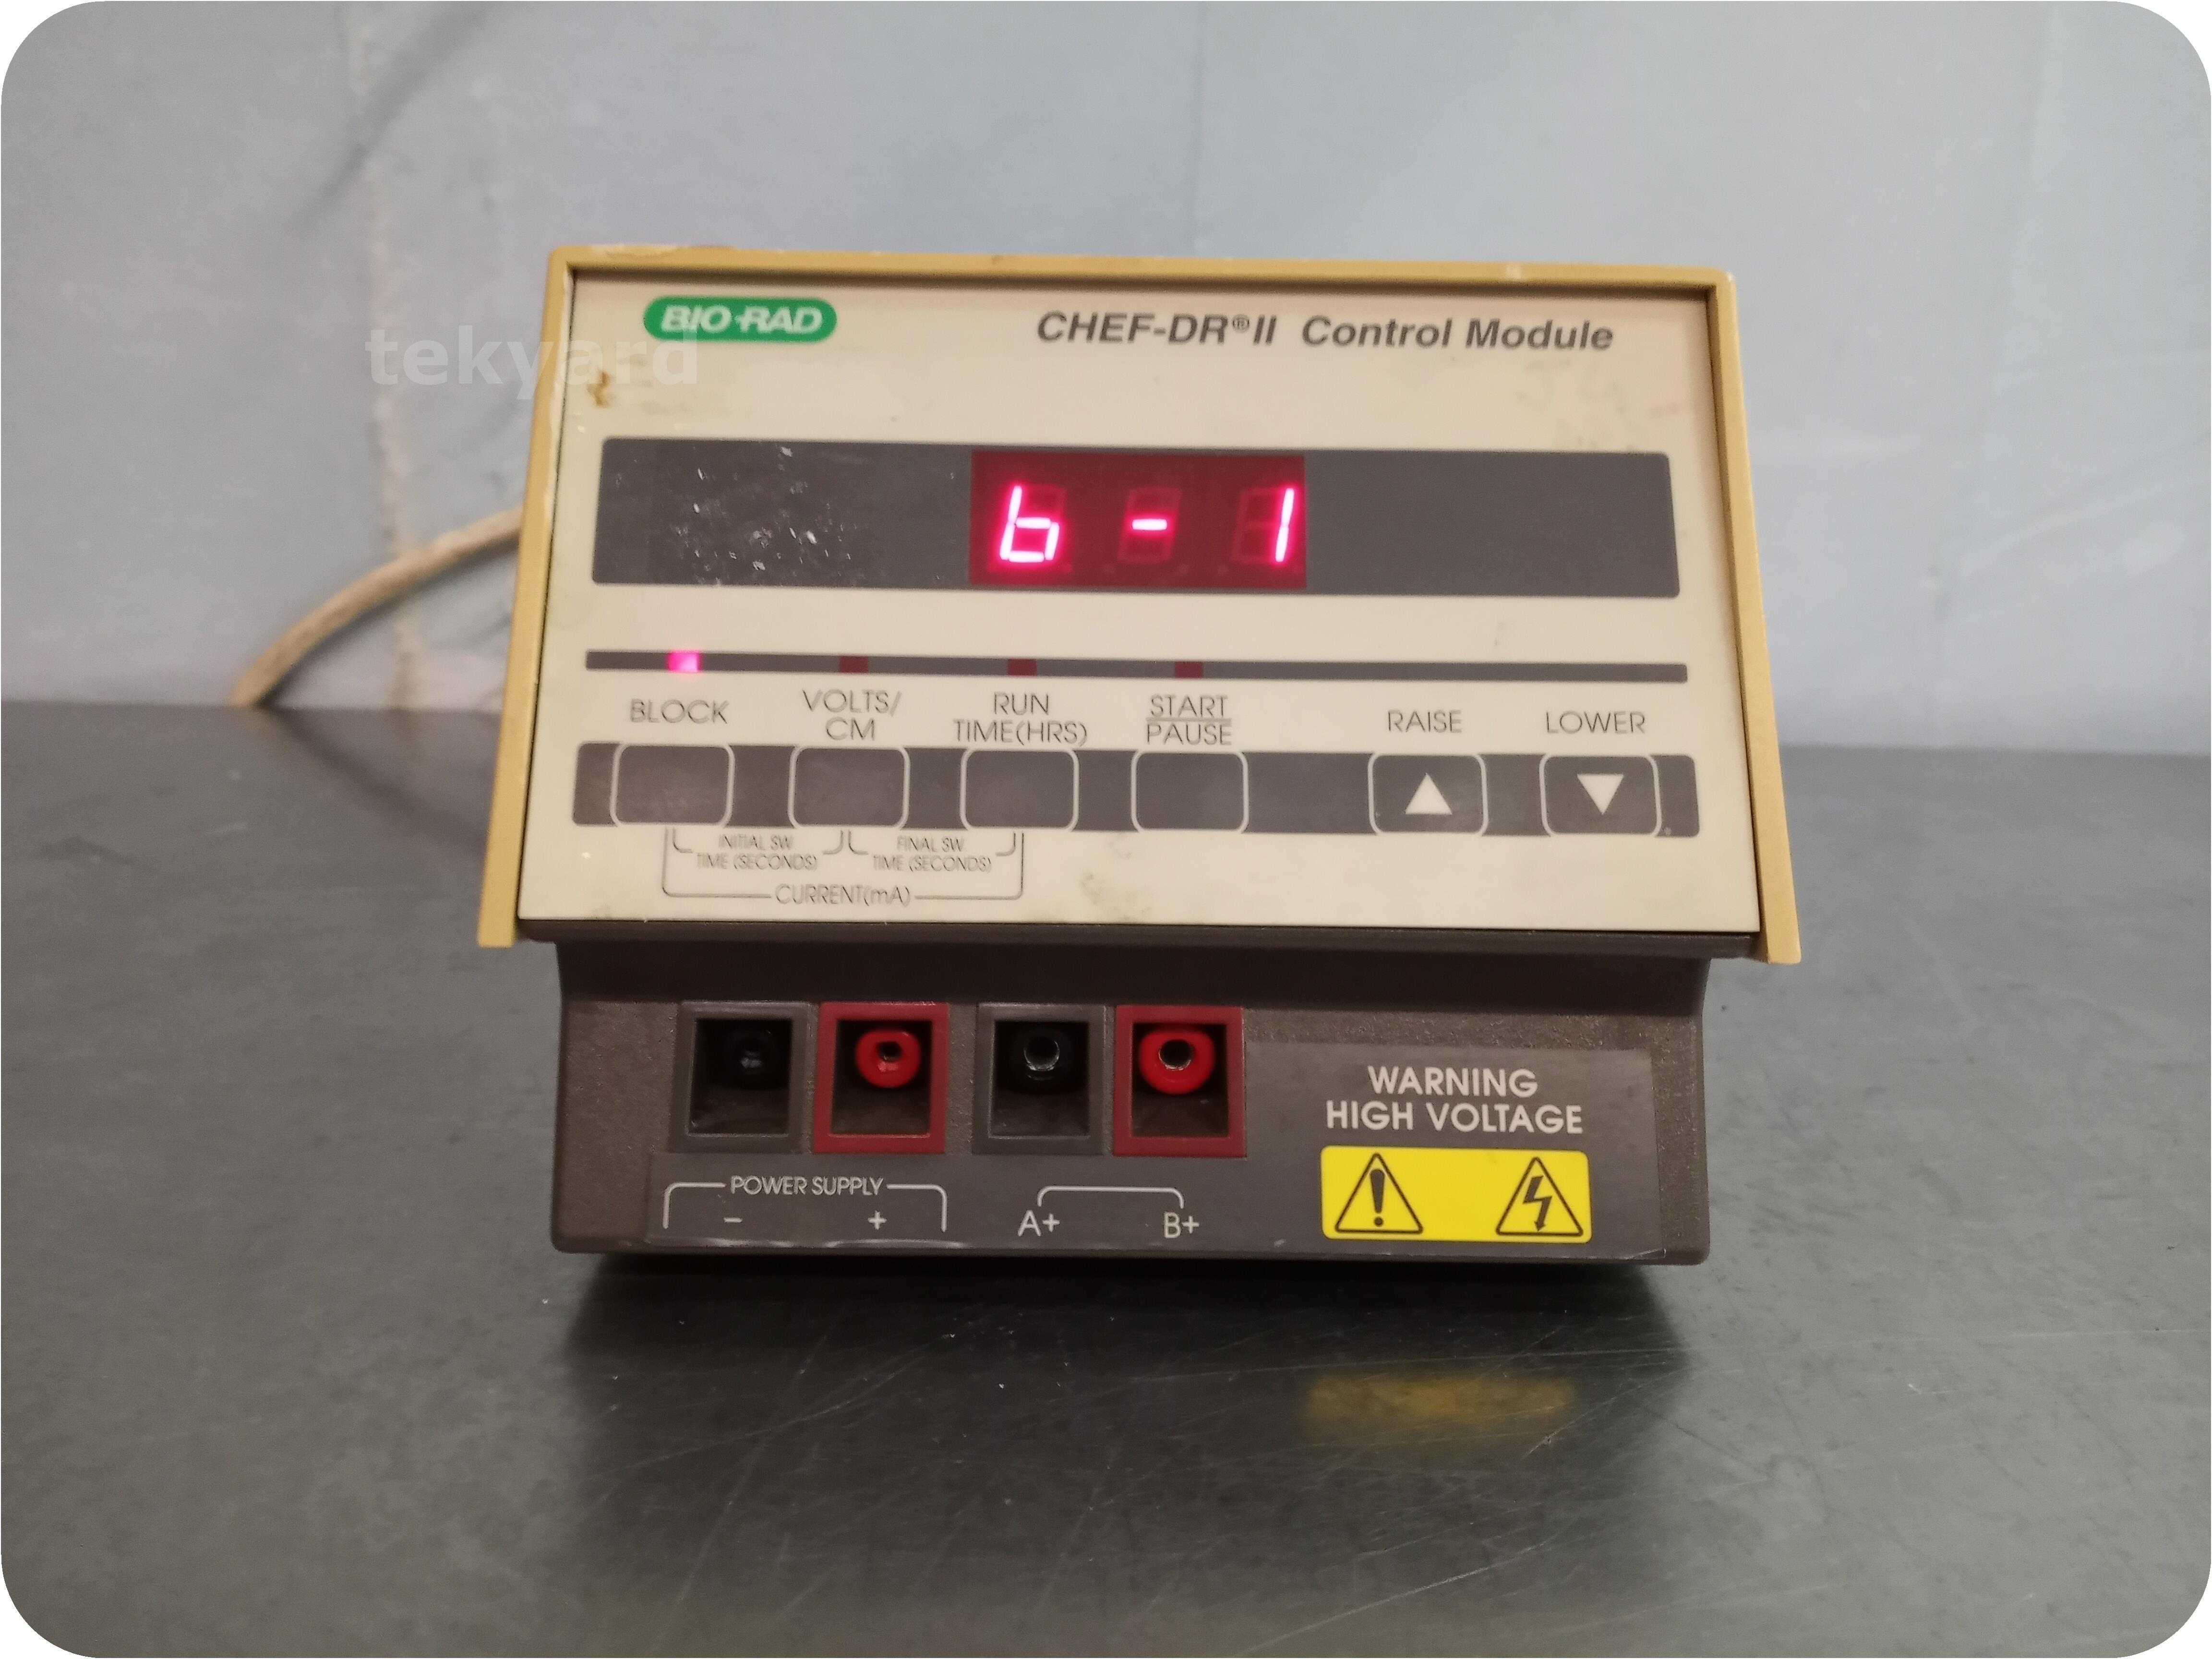 BIO-RAD
CHEF-DR®II Control Module
tekyard
b - 1
BLOCK
VOLTS/
CM
RUN
TIME(HRS)
START
PAUSE
RAISE
LOWER
INITIAL SW
TIME (SECONDS)
FINAL SW
TIME (SECONDS)
CURRENT(mA)
WARNING
HIGH VOLTAGE
POWER SUPPLY
− +
A+
B+